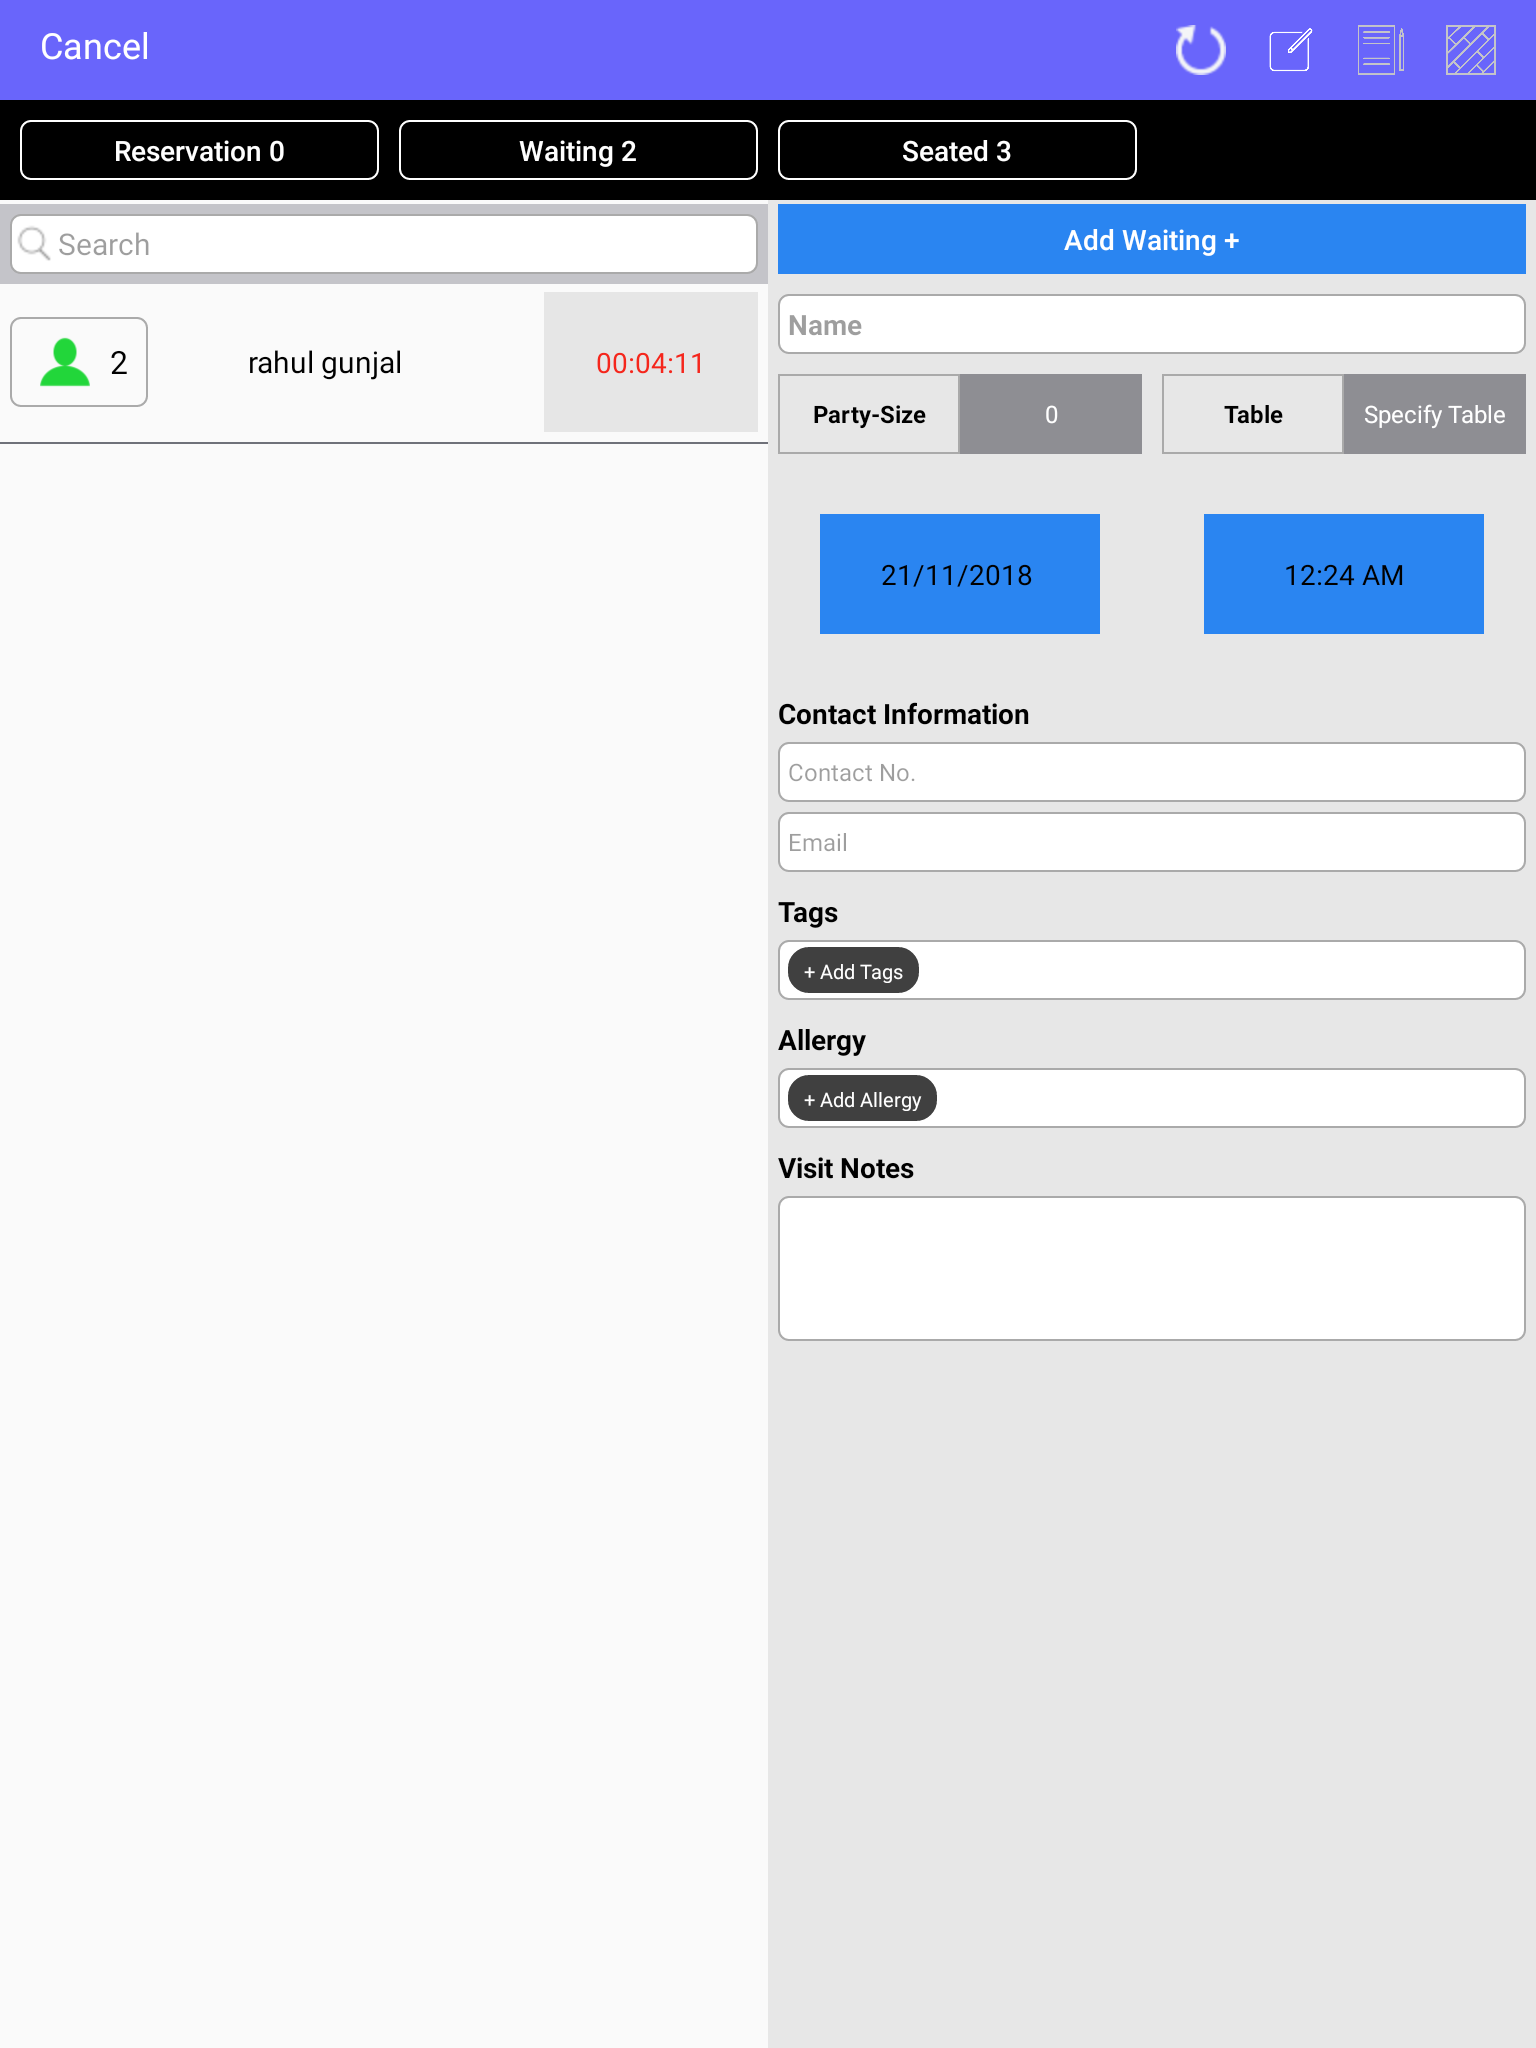 Cancel
Reservation 0
Waiting 2
Seated 3
Search
2
rahul gunjal
00:04:11
Add Waiting +
Name
Party-Size
0
Table
Specify Table
21/11/2018
12:24 AM
Contact Information
Contact No.
Email
Tags
+ Add Tags
Allergy
+ Add Allergy
Visit Notes